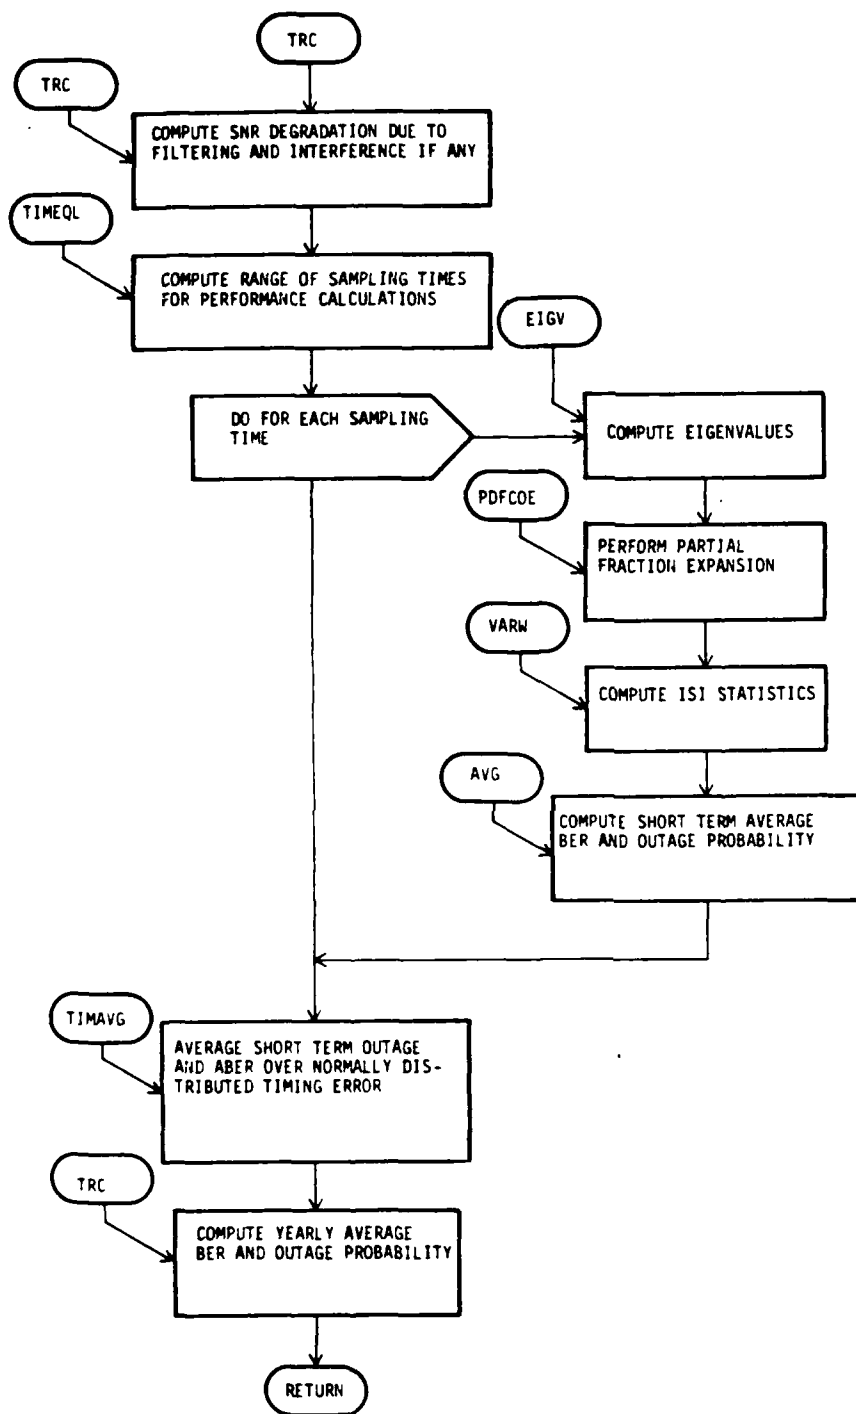 TRC
TRC
COMPUTE SNR DEGRADATION DUE TO
FILTERING AND INTERFERENCE IF ANY
TIMEQL
COMPUTE RANGE OF SAMPLING TIMES
FOR PERFORMANCE CALCULATIONS
EIGV
DO FOR EACH SAMPLING
TIME
COMPUTE EIGENVALUES
PDFCOE
PERFORM PARTIAL
FRACTION EXPANSION
VARW
COMPUTE ISI STATISTICS
AVG
COMPUTE SHORT TERM AVERAGE
BER AND OUTAGE PROBABILITY
TIMAVG
AVERAGE SHORT TERM OUTAGE
AND ABER OVER NORMALLY DIS-
TRIBUTED TIMING ERROR
TRC
COMPUTE YEARLY AVERAGE
BER AND OUTAGE PROBABILITY
RETURN